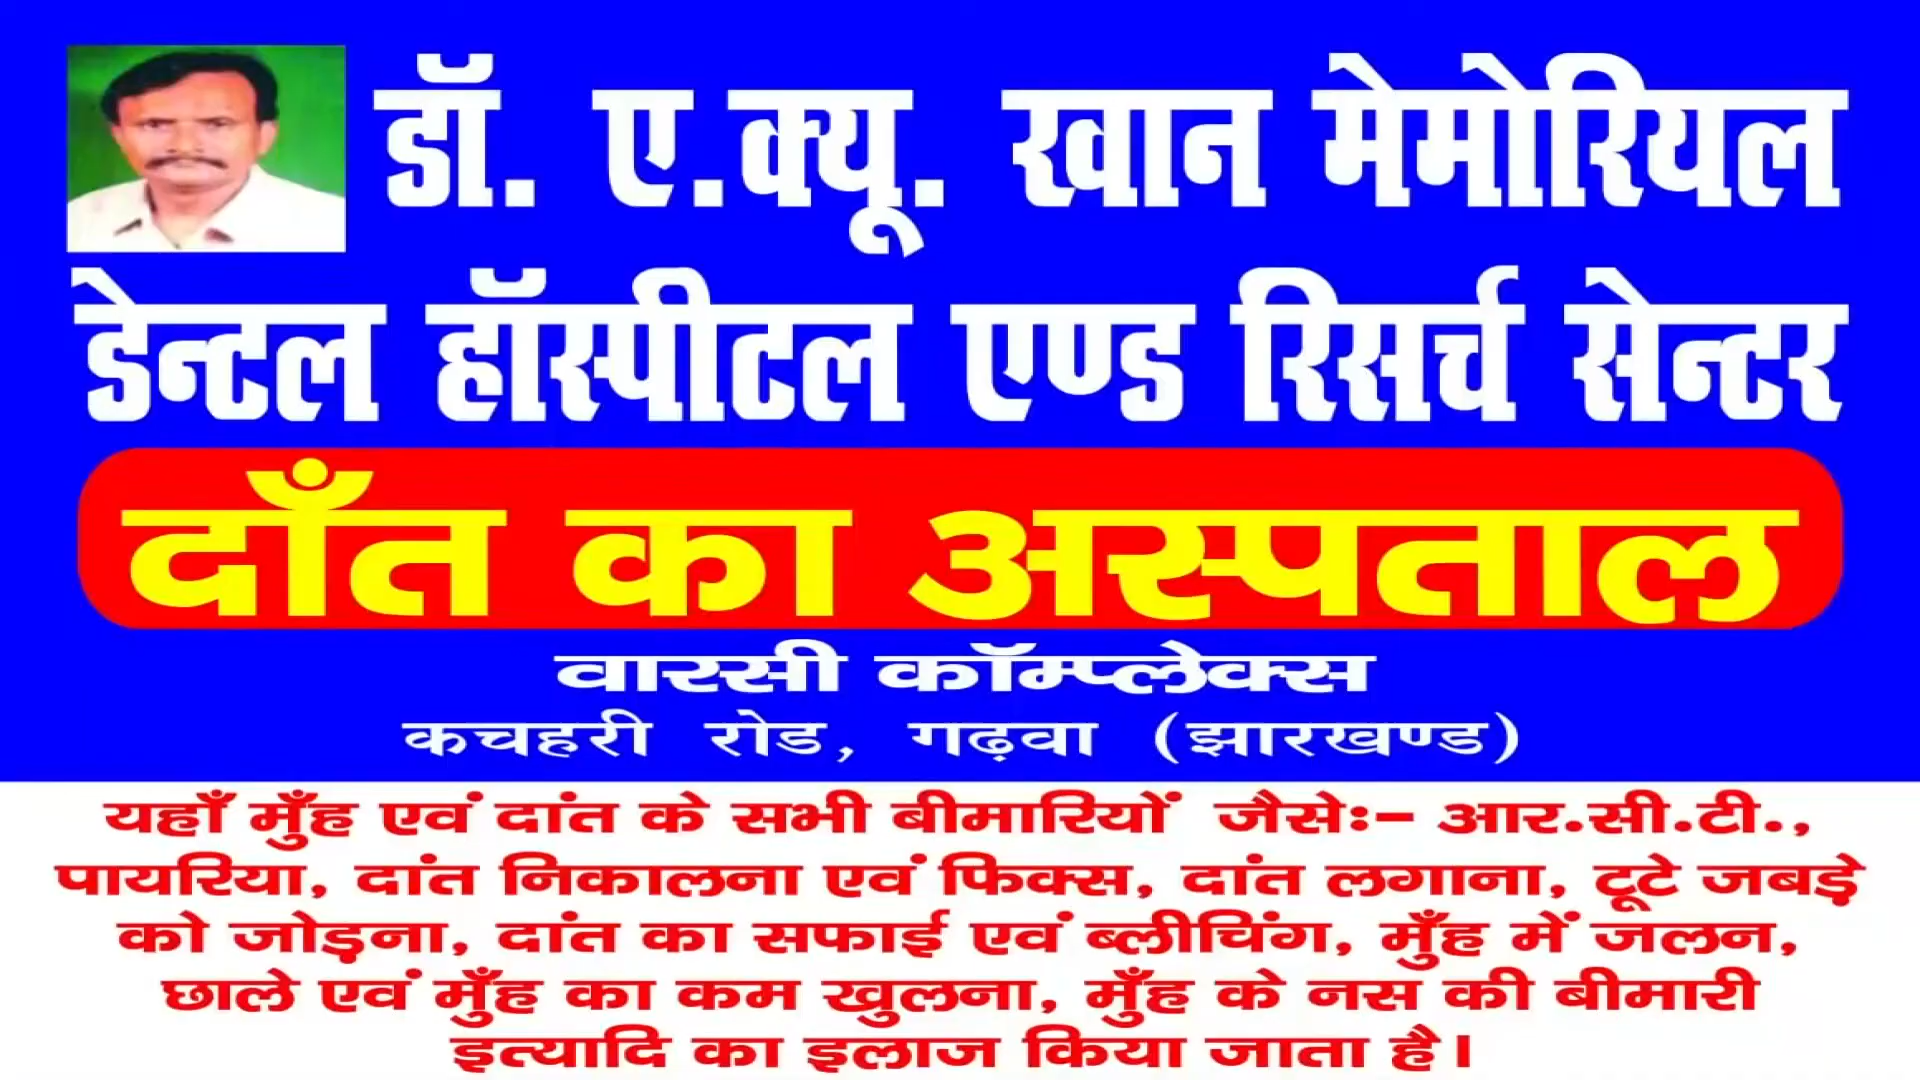 डॉ. ए.क्यू. खान मेमोरियल
डेन्टल हॉस्पीटल एण्ड रिसर्च सेन्टर
दाँत का अस्पताल
वारसी कॉम्प्लेक्स
कचहरी रोड, गढ़वा (झारखण्ड)
यहाँ मुँह एवं दांत के सभी बीमारियों जैसेः- आर.सी.टी.,
पायरिया, दांत निकालना एवं फिक्स, दांत लगाना, टूटे जबड़े
को जोड़ना, दांत का सफाई एवं ब्लीचिंग, मुँह में जलन,
छाले एवं मुँह का कम खुलना, मुँह के नस की बीमारी
इत्यादि का इलाज किया जाता है।